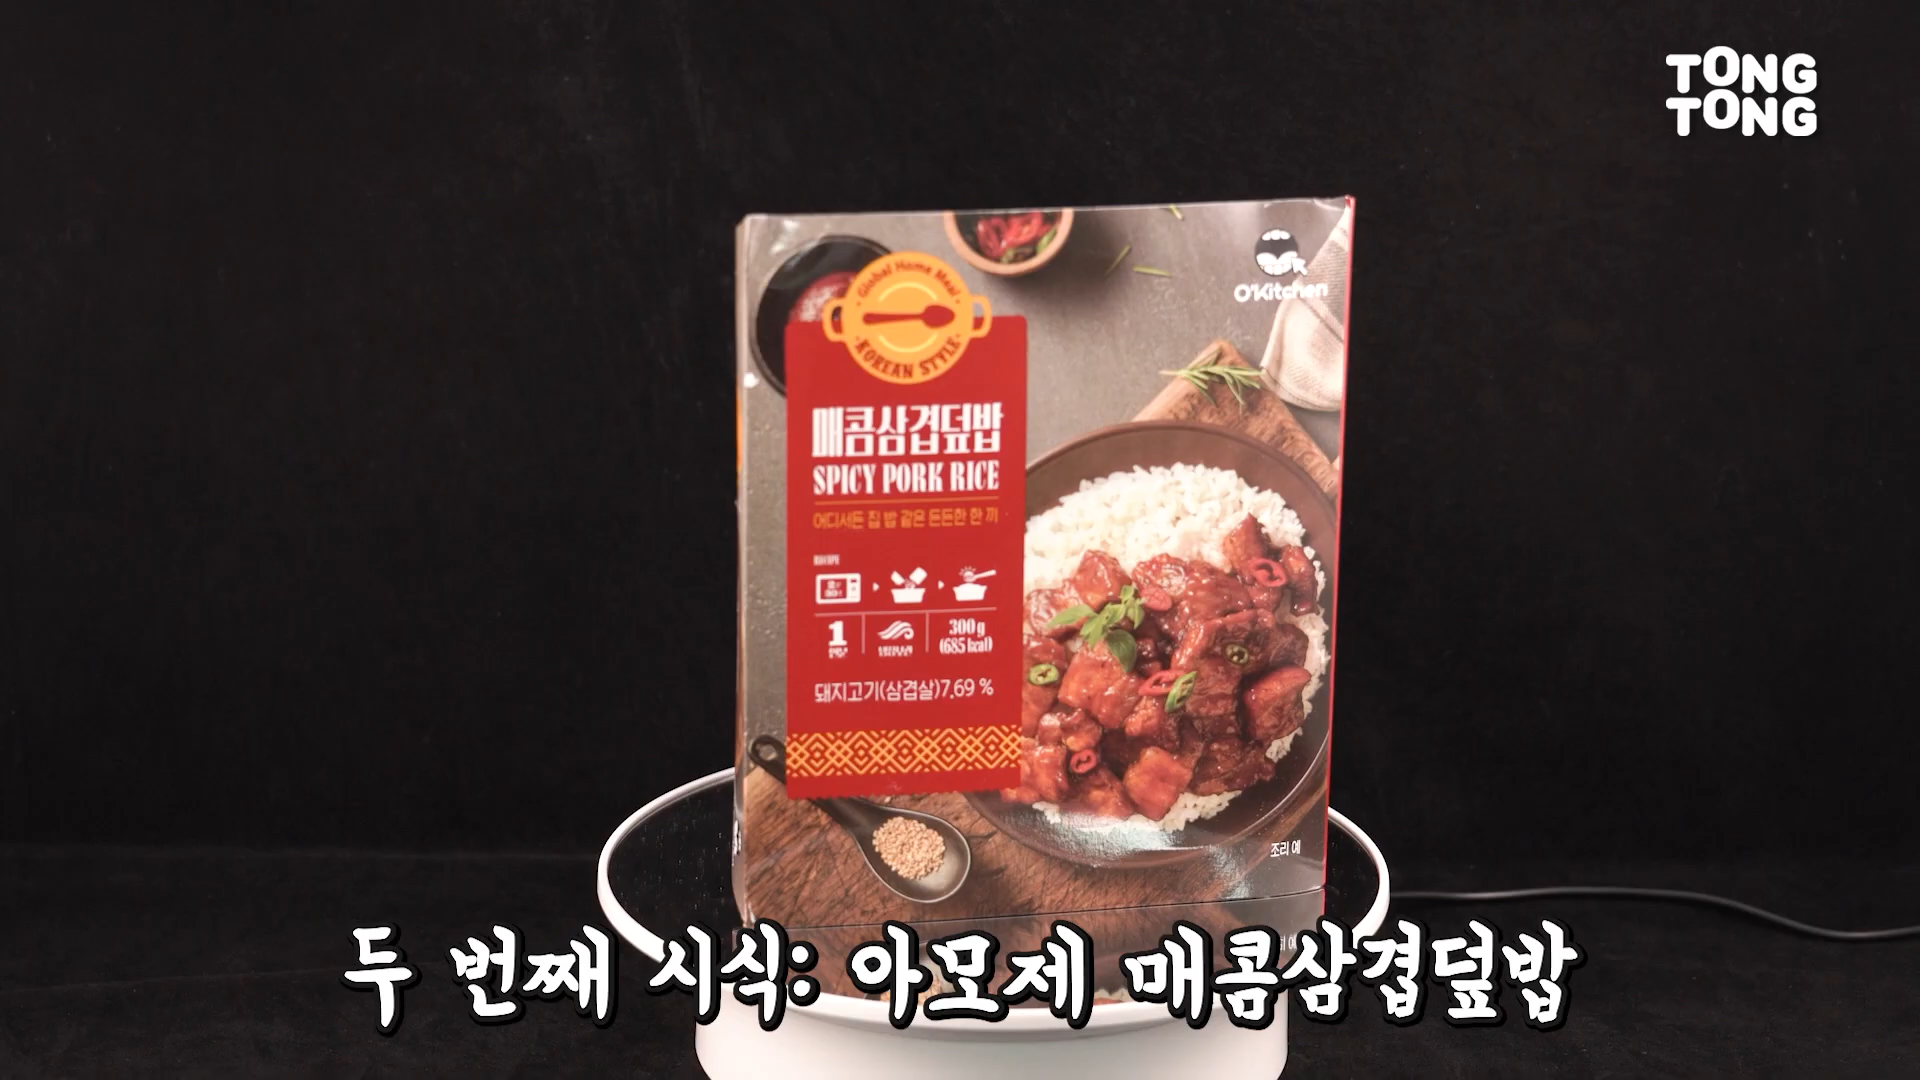 TONG
TONG
O'Kitchen
Global Home Meal
KOREAN STYLE
매콤삼겹덮밥
SPICY PORK RICE
어디서든 집 밥 같은 든든한 한 끼
1
300 g
(685 kcal)
돼지고기(삼겹살)7.69 %
조리 예
두 번째 시식: 아모제 매콤삼겹덮밥